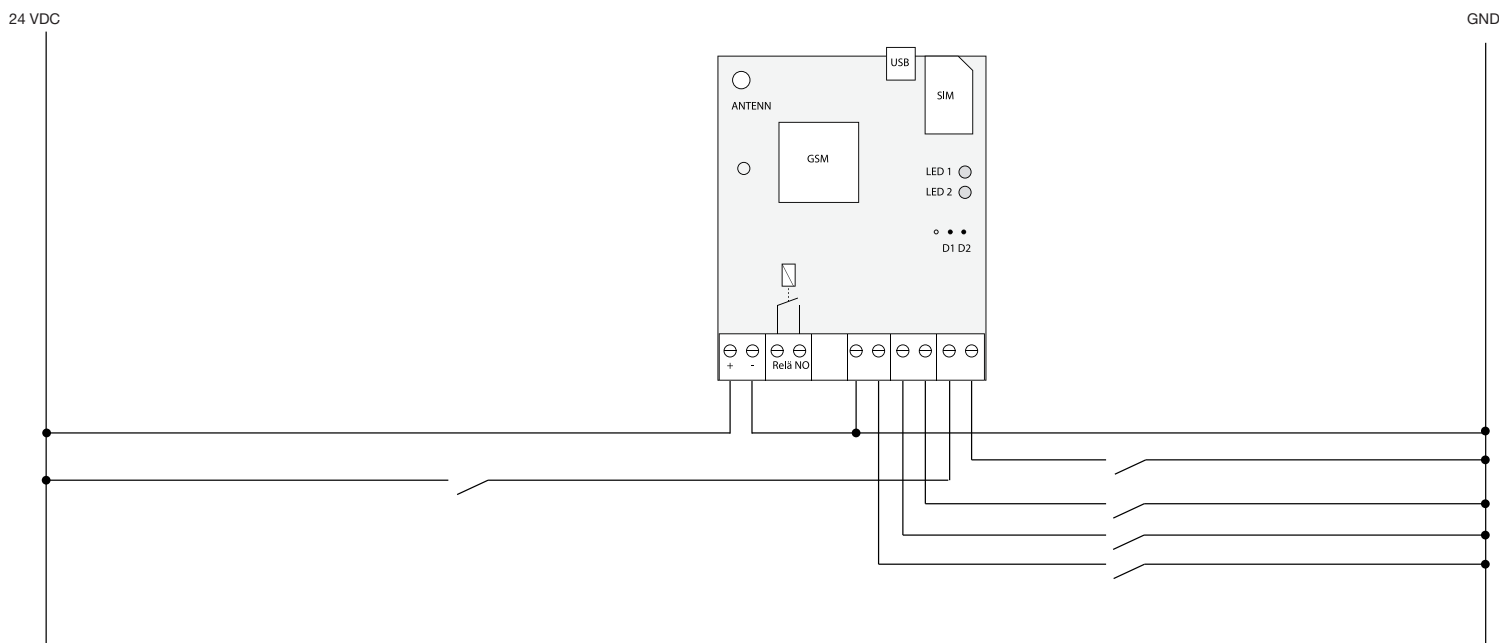 24 VDC
GND
USB
SIM
ANTENN
GSM
LED 1
LED 2
D1 D2
+ - Relä NO